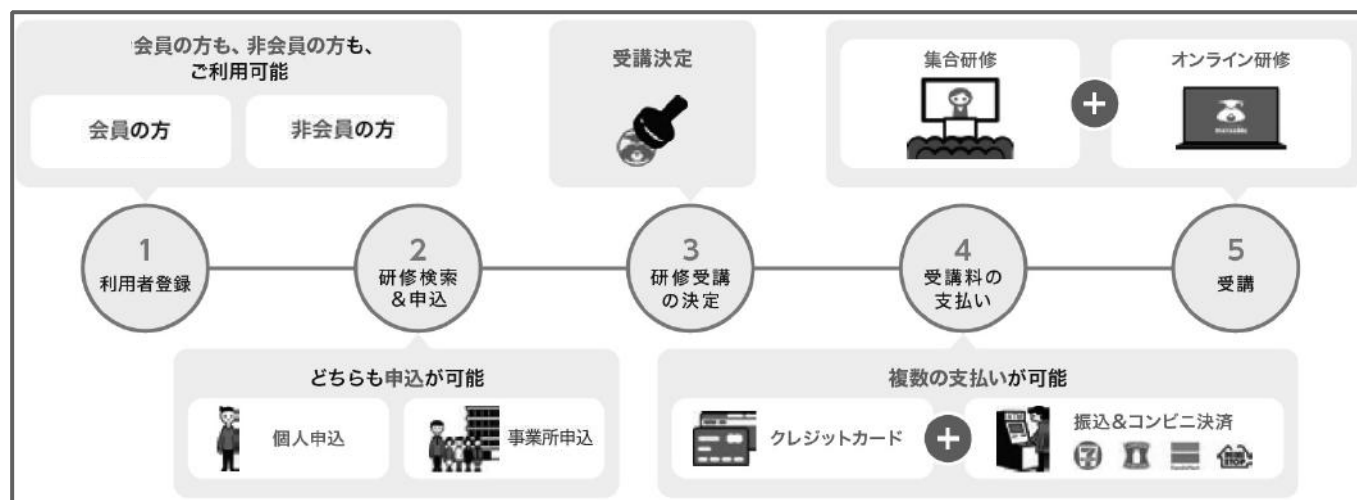 会員の方も、非会員の方も、
ご利用可能
会員の方
非会員の方
受講決定
集合研修
オンライン研修
1
利用者登録
2
研修検索
&申込
3
研修受講
の決定
4
受講料の
支払い
5
受講
どちらも申込が可能
個人申込
事業所申込
複数の支払いが可能
クレジットカード
振込&コンビニ決済
ATM
7
STOP